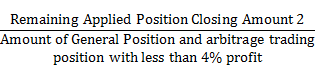 Remaining Applied Position Closing Amount 2
Amount of General Position and arbitrage trading
position with less than 4% profit